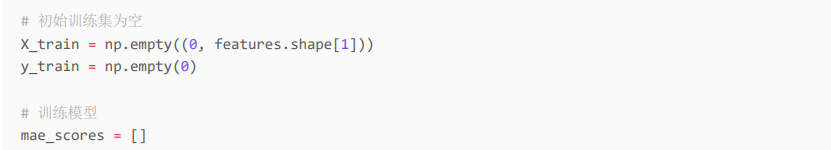 # 初始训练集为空
X_train = np.empty((0, features.shape[1]))
y_train = np.empty(0)
# 训练模型
mae_scores = []